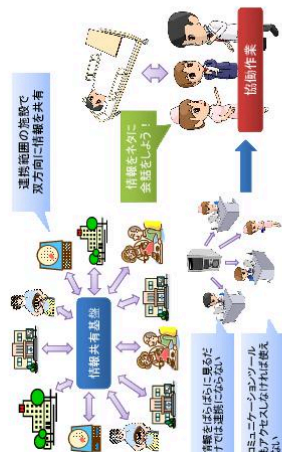 連携範囲の施設で
双方向に情報を共有
情報共有基盤
情報をネタに
会話をしよう！
協働作業
情報をばらばらに見るだ
けでは連携にならない
コミュニケーションツール
もアクセスしなければ使え
ない